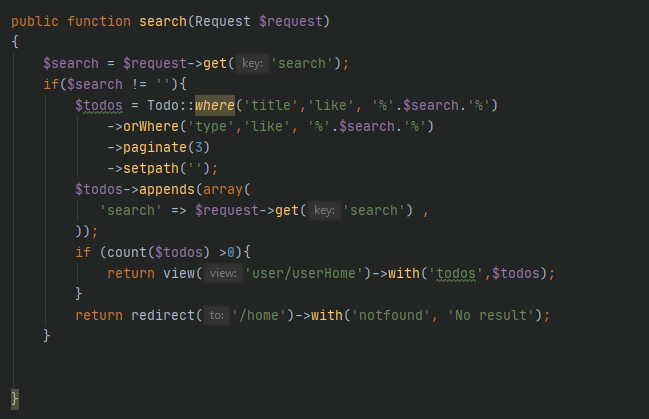 public function search(Request $request)
{
$search = $request->get( key: 'search');
if($search != ''){
$todos = Todo::where('title','like', '%'.$search.'%')
->orWhere('type','like', '%'.$search.'%')
->paginate(3)
->setpath('');
$todos->appends(array(
'search' => $request->get( key: 'search') ,
));
if (count($todos) >0){
return view( view: 'user/userHome')->with('todos',$todos);
}
return redirect( to: '/home')->with('notfound', 'No result');
}
}